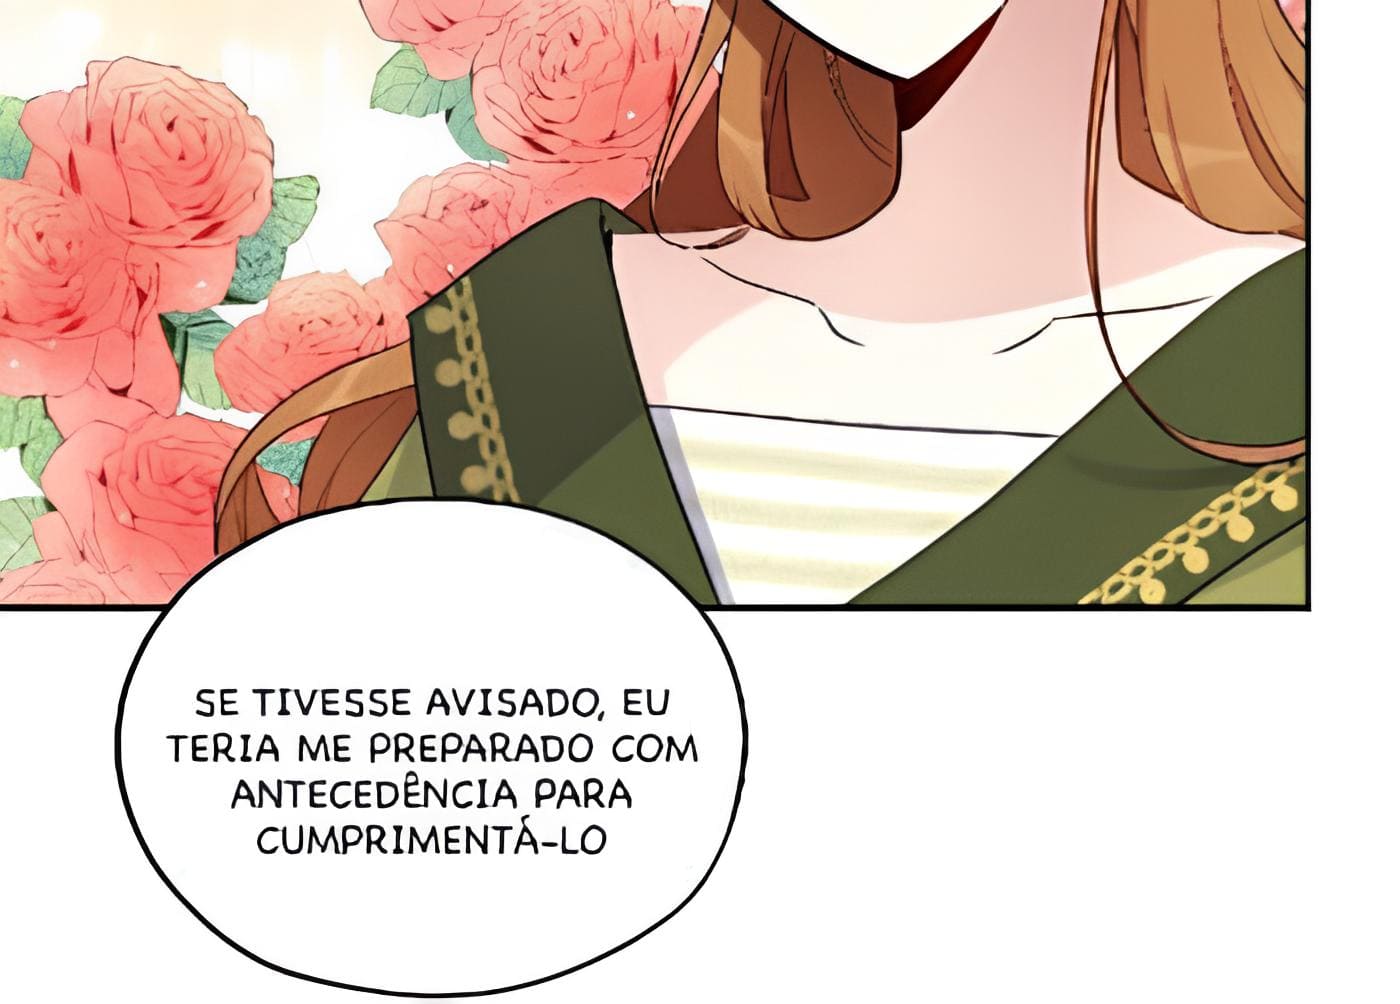 SE TIVESSE AVISADO, EU
TERIA ME PREPARADO COM
ANTECEDÊNCIA PARA
CUMPRIMENTÁ-LO